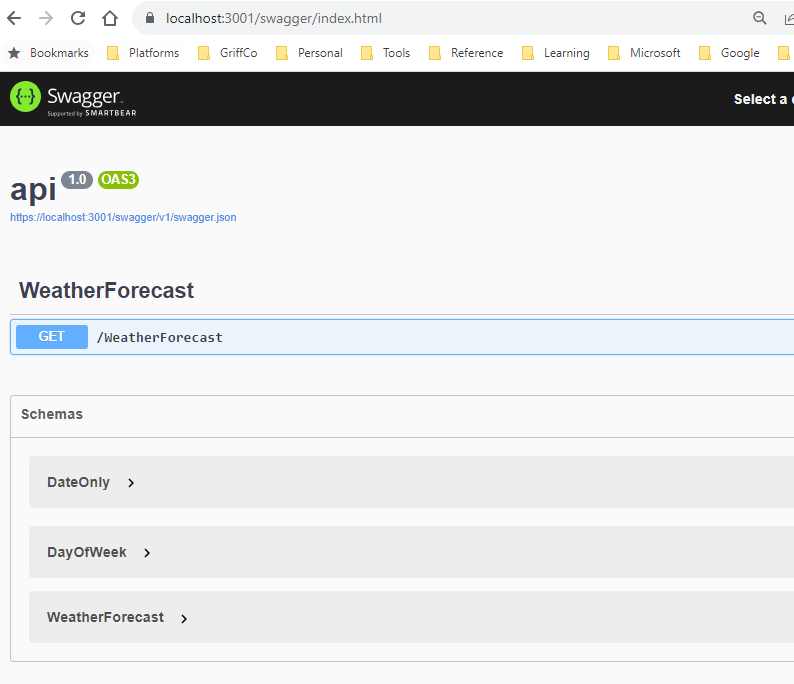 localhost:3001/swagger/index.html
Bookmarks Platforms GriffCo Personal Tools Reference Learning Microsoft Google
Swagger
Supported by SMARTBEAR
Select a
api 1.0 OAS3
https://localhost:3001/swagger/v1/swagger.json
WeatherForecast
GET /WeatherForecast
Schemas
DateOnly
DayOfWeek
WeatherForecast